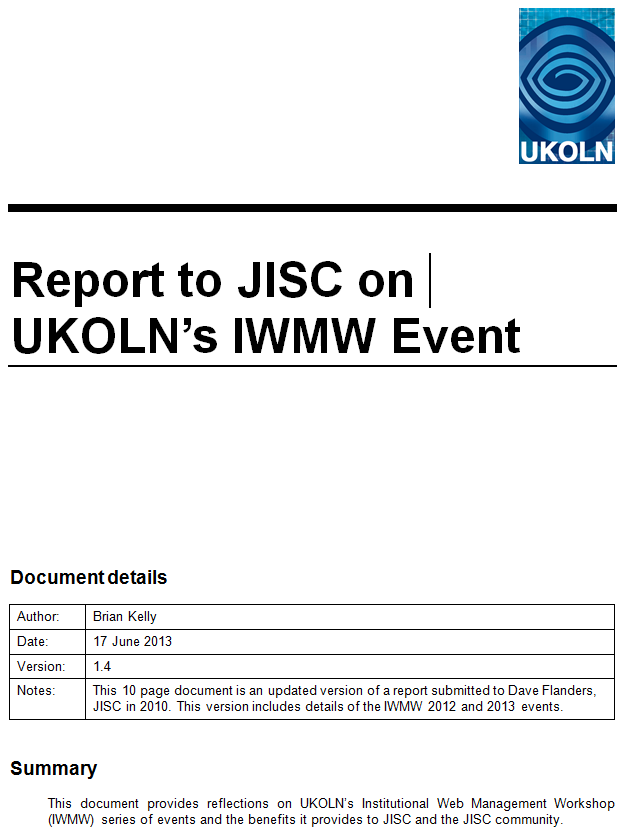 UKOLN
Report to JISC on
UKOLN’s IWMW Event
Document details
Author: Brian Kelly
Date: 17 June 2013
Version: 1.4
Notes: This 10 page document is an updated version of a report submitted to Dave Flanders,
JISC in 2010. This version includes details of the IWMW 2012 and 2013 events.
Summary
This document provides reflections on UKOLN’s Institutional Web Management Workshop
(IWMW) series of events and the benefits it provides to JISC and the JISC community.